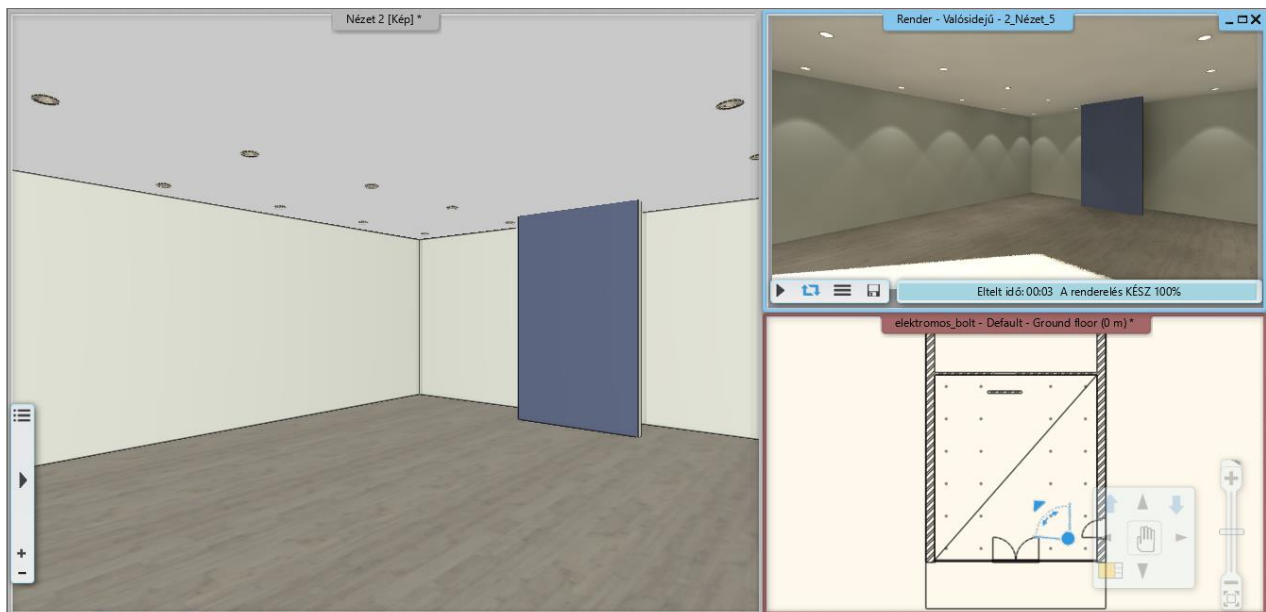 Nézet 2 [Kép] *
Render - Valósidejű - 2_Nézet_5
Eltelt idő: 00:03 A renderelés KÉSZ 100%
elektromos_bolt - Default - Ground floor (0 m) *